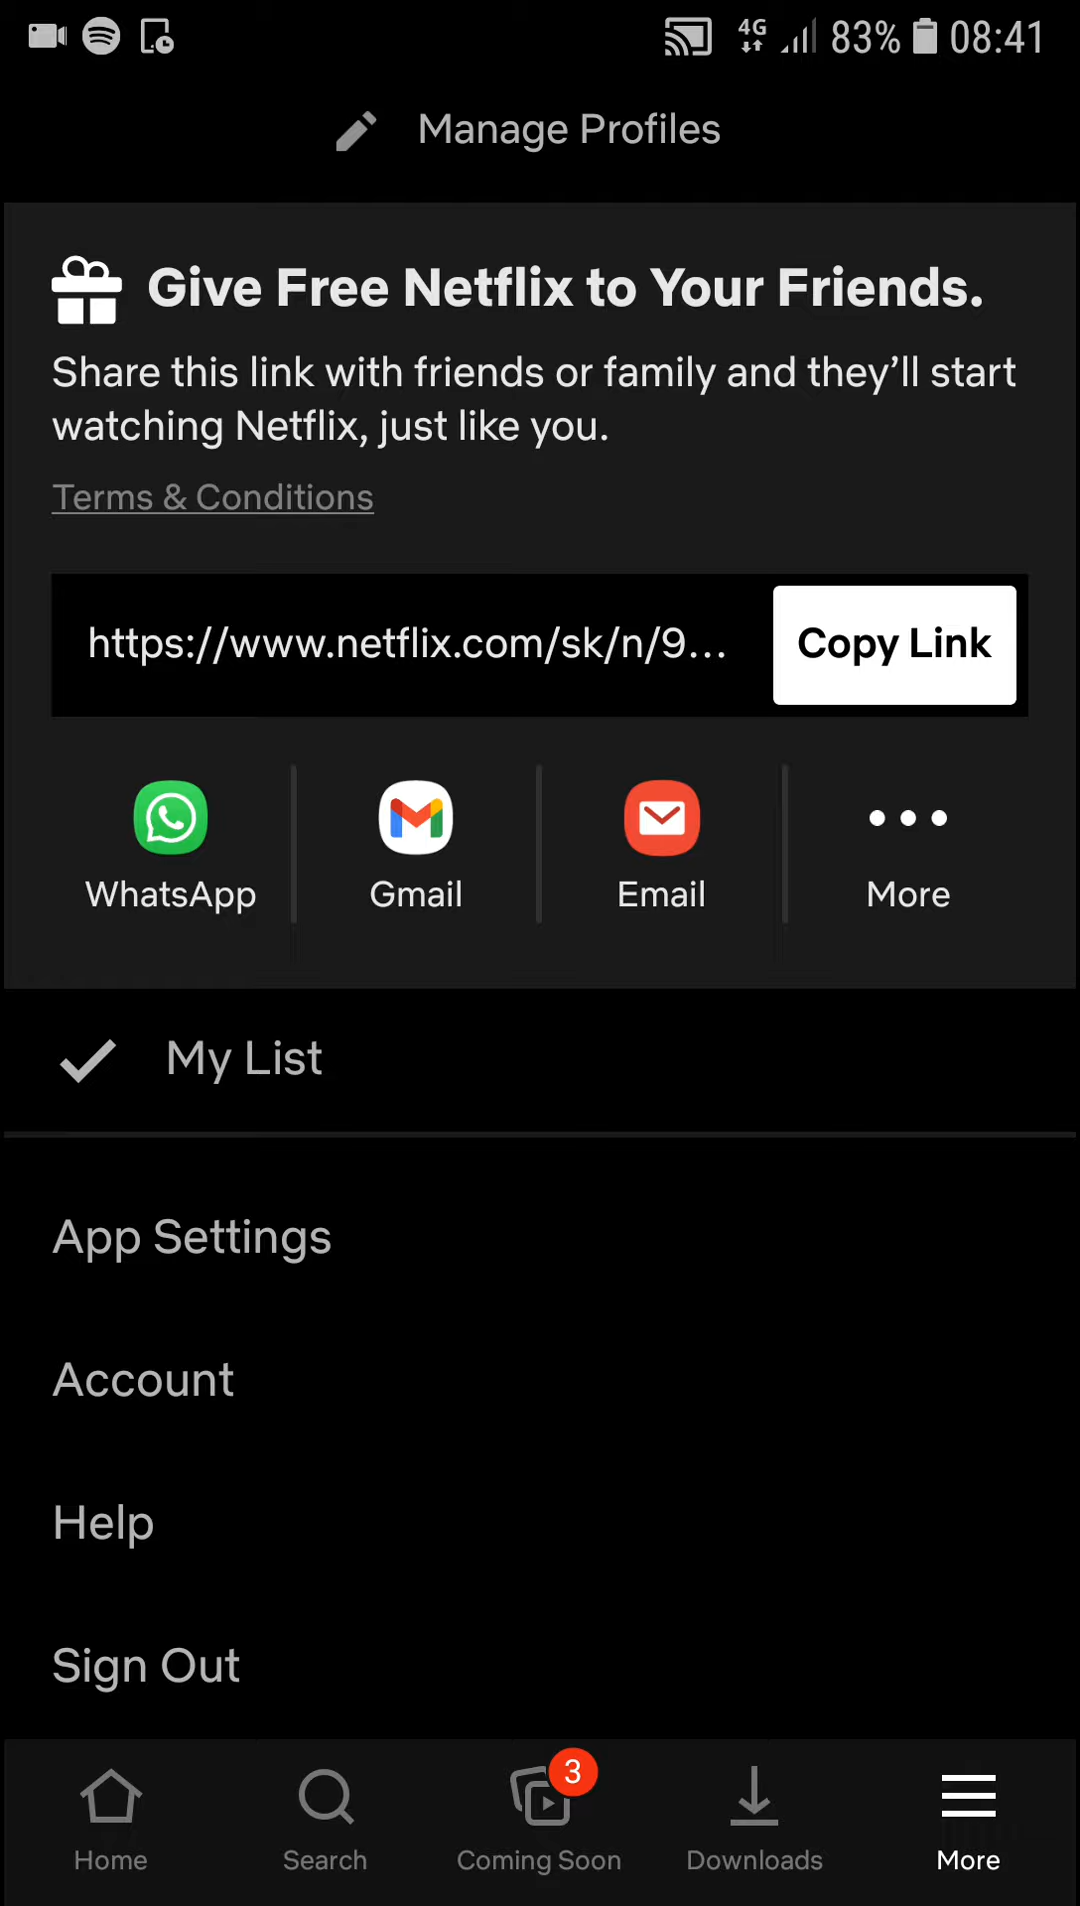 4G 83% 08:41
Manage Profiles
Give Free Netflix to Your Friends.
Share this link with friends or family and they’ll start
watching Netflix, just like you.
Terms & Conditions
https://www.netflix.com/sk/n/9... Copy Link
WhatsApp Gmail Email More
My List
App Settings
Account
Help
Sign Out
3
Home Search Coming Soon Downloads More